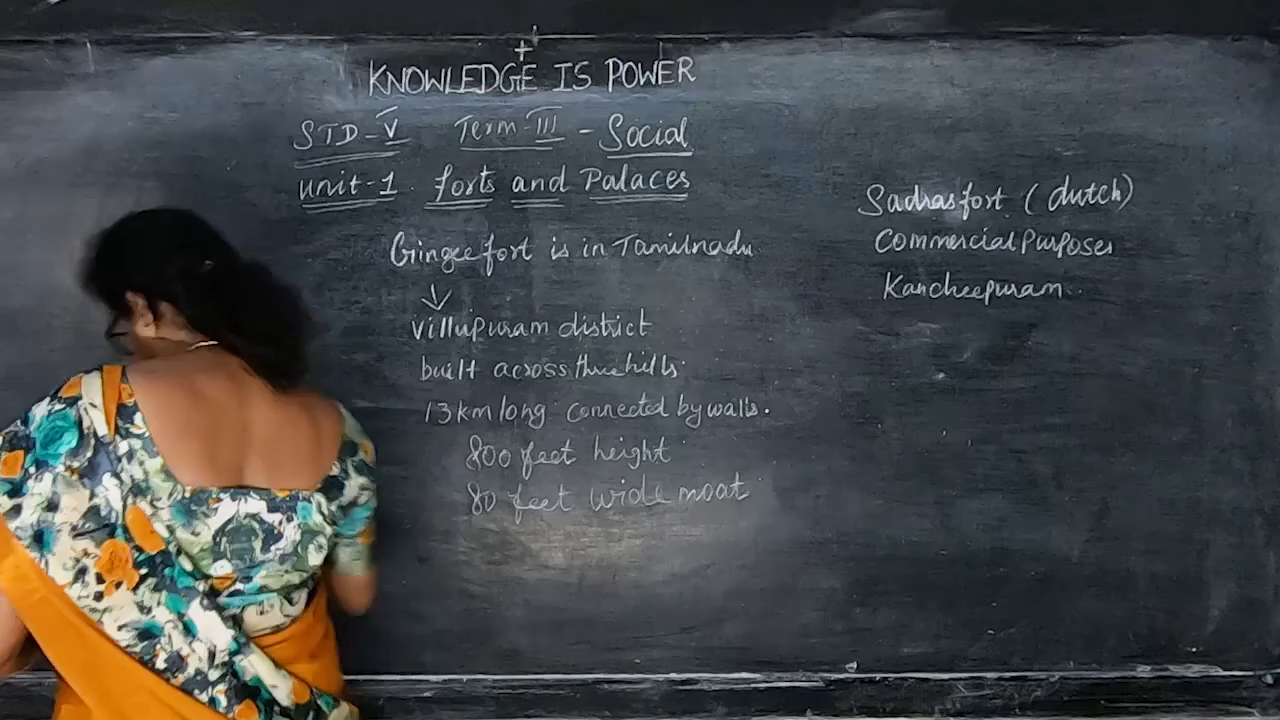 KNOWLEDGE IS POWER
STD-V Term-III - Social
unit-1. forts and Palaces
Gingee fort is in Tamilnadu
villupuram district
built across three hills.
13 km long connected by walls.
800 feet height
80 feet wide moat
Sadras fort (dutch)
Commercial Purposes
Kancheepuram